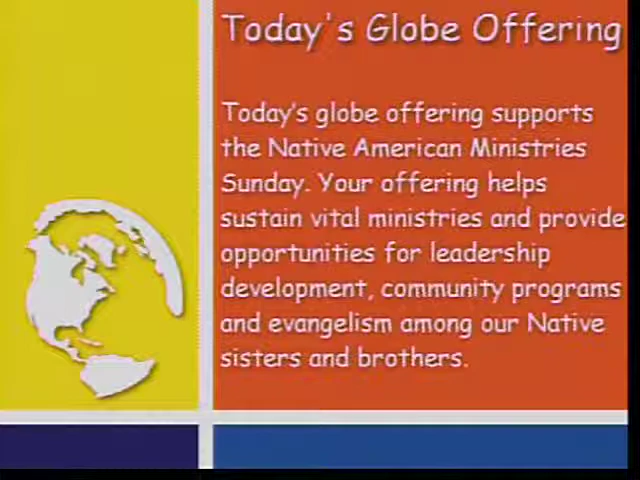 Today's Globe Offering
Today's globe offering supports
the Native American Ministries
Sunday. Your offering helps
sustain vital ministries and provide
opportunities for leadership
development, community programs
and evangelism among our Native
sisters and brothers.